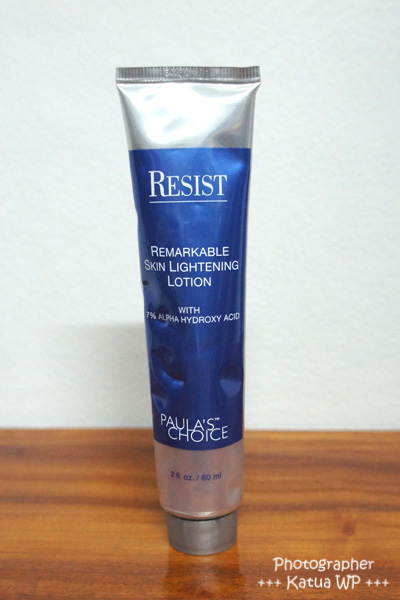 RESIST
REMARKABLE
SKIN LIGHTENING
LOTION
WITH
7% ALPHA HYDROXY ACID
PAULA'S™
CHOICE
2 fl. oz. / 60 ml
Photographer
+++ Katua WP +++